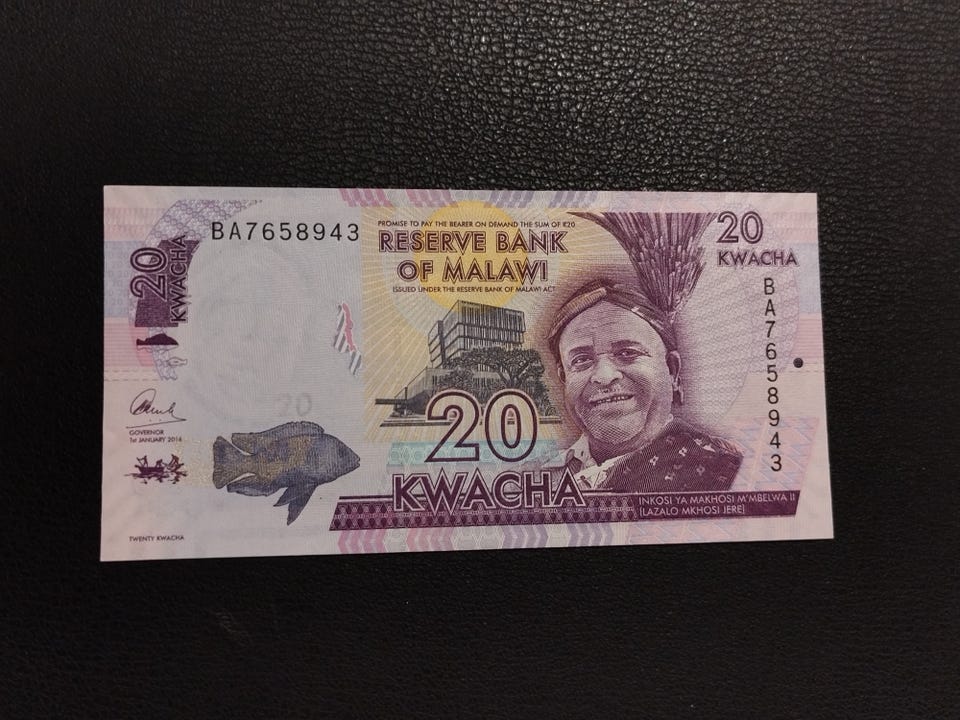 BA7658943
PROMISE TO PAY THE BEARER ON DEMAND THE SUM OF K20
RESERVE BANK
OF MALAWI
ISSUED UNDER THE RESERVE BANK OF MALAWI ACT
20
KWACHA
20
KWACHA
BA7658943
GOVERNOR
1st JANUARY 2016
20
20
KWACHA
INKOSI YA MAKHOSI M'MBELWA II
[LAZALO MKHOSI JERE]
TWENTY KWACHA